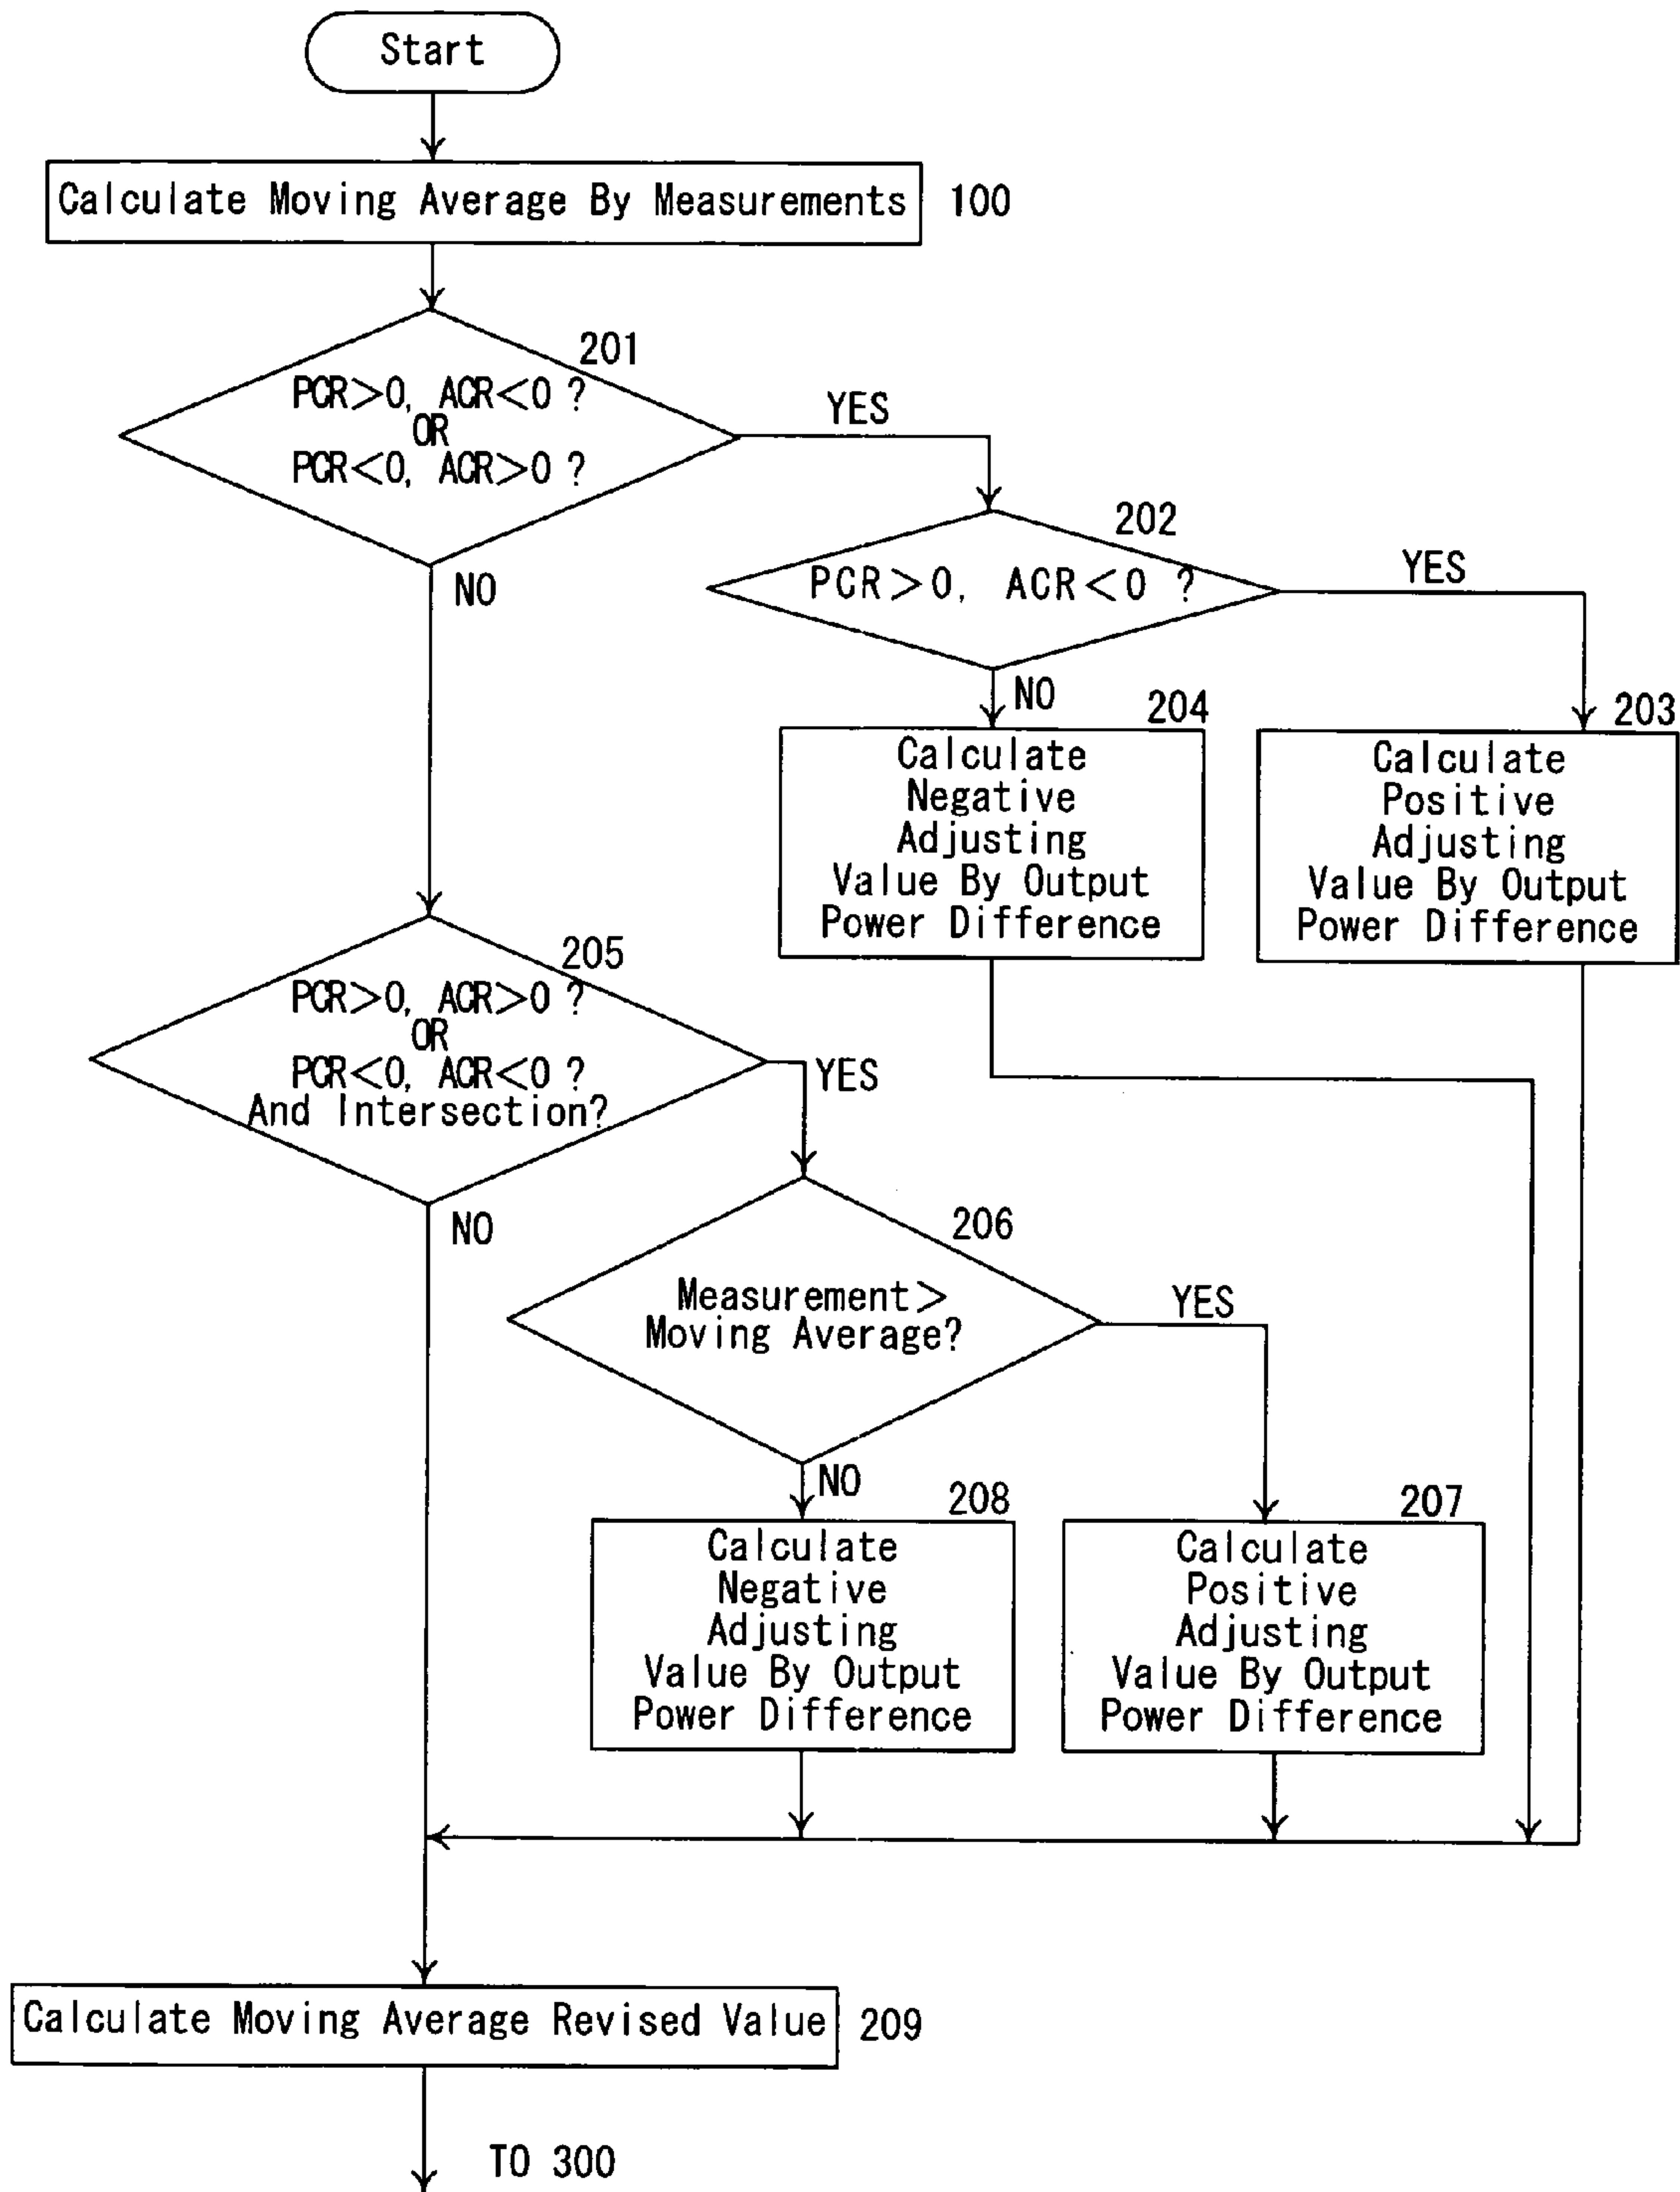 Start
Calculate Moving Average By Measurements 100
201
PCR>0, ACR<0 ?
OR
PCR<0, ACR>0 ?
YES
NO
202
PCR>0, ACR<0 ?
YES
NO
204
Calculate
Negative
Adjusting
Value By Output
Power Difference
203
Calculate
Positive
Adjusting
Value By Output
Power Difference
205
PCR>0, ACR>0 ?
OR
PCR<0, ACR<0 ?
And Intersection?
YES
NO
206
Measurement>
Moving Average?
YES
NO
208
Calculate
Negative
Adjusting
Value By Output
Power Difference
207
Calculate
Positive
Adjusting
Value By Output
Power Difference
Calculate Moving Average Revised Value 209
TO 300